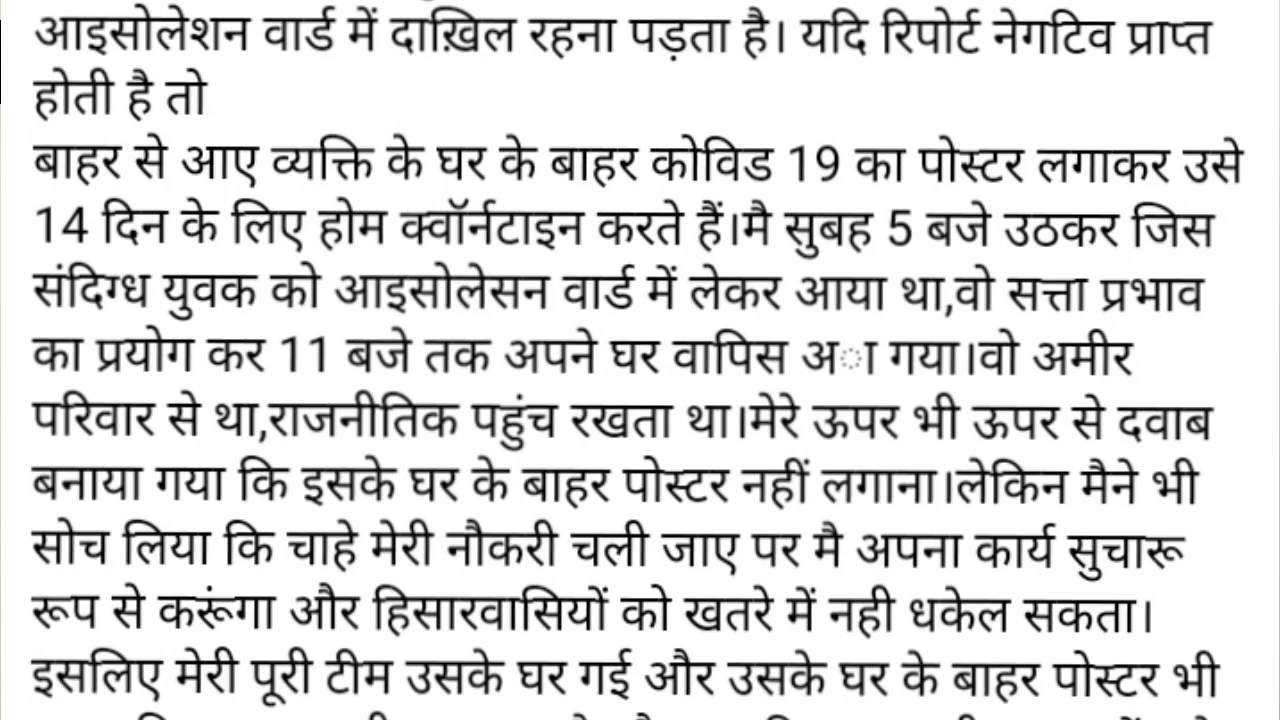 आइसोलेशन वार्ड में दाख़िल रहना पड़ता है। यदि रिपोर्ट नेगटिव प्राप्त
होती है तो
बाहर से आए व्यक्ति के घर के बाहर कोविड 19 का पोस्टर लगाकर उसे
14 दिन के लिए होम क्वॉर्नटाइन करते हैं।मै सुबह 5 बजे उठकर जिस
संदिग्ध युवक को आइसोलेसन वार्ड में लेकर आया था,वो सत्ता प्रभाव
का प्रयोग कर 11 बजे तक अपने घर वापिस अा गया।वो अमीर
परिवार से था,राजनीतिक पहुंच रखता था।मेरे ऊपर भी ऊपर से दवाब
बनाया गया कि इसके घर के बाहर पोस्टर नहीं लगाना।लेकिन मैने भी
सोच लिया कि चाहे मेरी नौकरी चली जाए पर मै अपना कार्य सुचारू
रूप से करूंगा और हिसारवासियों को खतरे में नही धकेल सकता।
इसलिए मेरी पूरी टीम उसके घर गई और उसके घर के बाहर पोस्टर भी